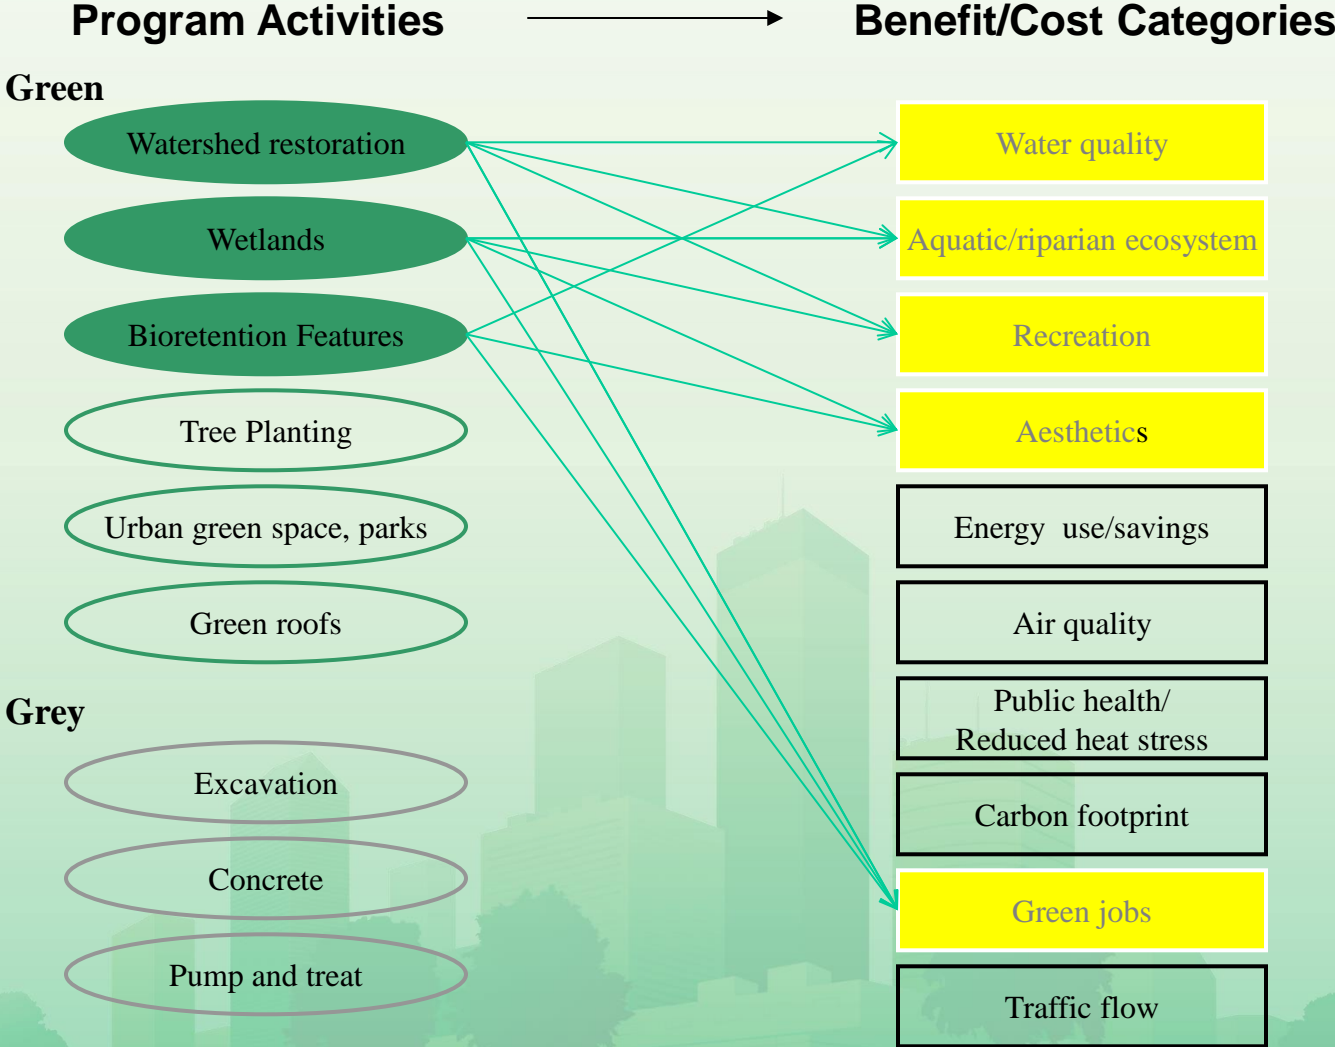 Program Activities
Benefit/Cost Categories
Green
Watershed restoration
Wetlands
Bioretention Features
Tree Planting
Urban green space, parks
Green roofs
Grey
Excavation
Concrete
Pump and treat
Water quality
Aquatic/riparian ecosystem
Recreation
Aesthetics
Energy use/savings
Air quality
Public health/
Reduced heat stress
Carbon footprint
Green jobs
Traffic flow